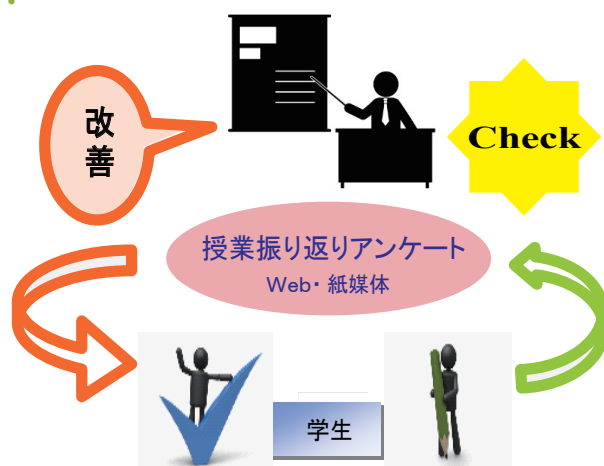 改
善
Check
授業振り返りアンケート
Web・紙媒体
学生